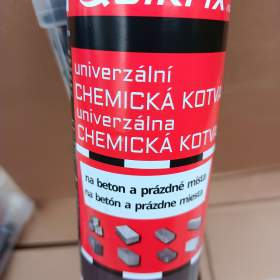 univerzální
CHEMICKÁ KOTVA
univerzálna
CHEMICKÁ KOTVA
na beton a prázdné místa
na betón a prázdne miesta